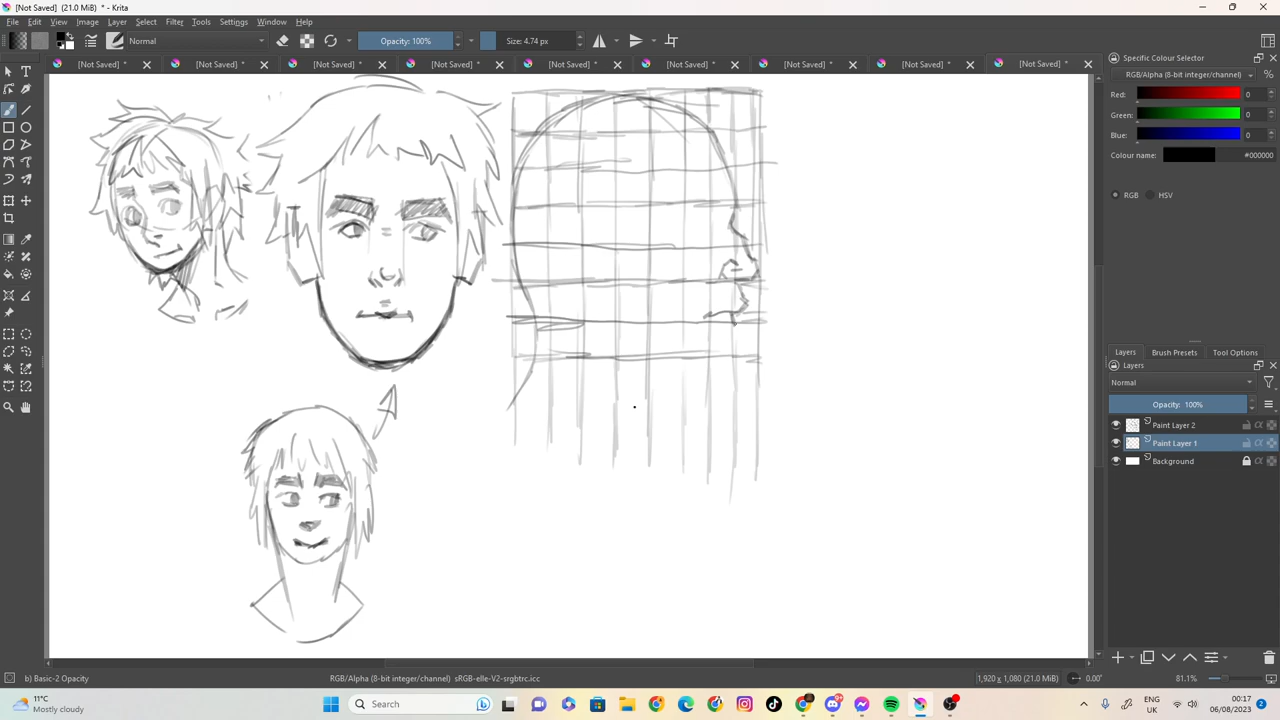 [Not Saved] (21.0 MiB) * - Krita
File Edit View Image Layer Select Filter Tools Settings Window Help
Normal Opacity: 100% Size: 4.74 px
[Not Saved] * [Not Saved] * [Not Saved] * [Not Saved] * [Not Saved] * [Not Saved] * [Not Saved] * [Not Saved] * [Not Saved] *
Specific Colour Selector
RGB/Alpha (8-bit integer/channel) %
Red: 0
Green: 0
Blue: 0
Colour name: #000000
RGB HSV
Layers Brush Presets Tool Options
Layers
Normal
Opacity: 100%
Paint Layer 2
Paint Layer 1
Background
b) Basic-2 Opacity RGB/Alpha (8-bit integer/channel) sRGB-elle-V2-srgbtrc.icc 1,920 x 1,080 (21.0 MiB) 0.00° 81.1%
11°C
Mostly cloudy
Search
ENG
UK
00:17
06/08/2023